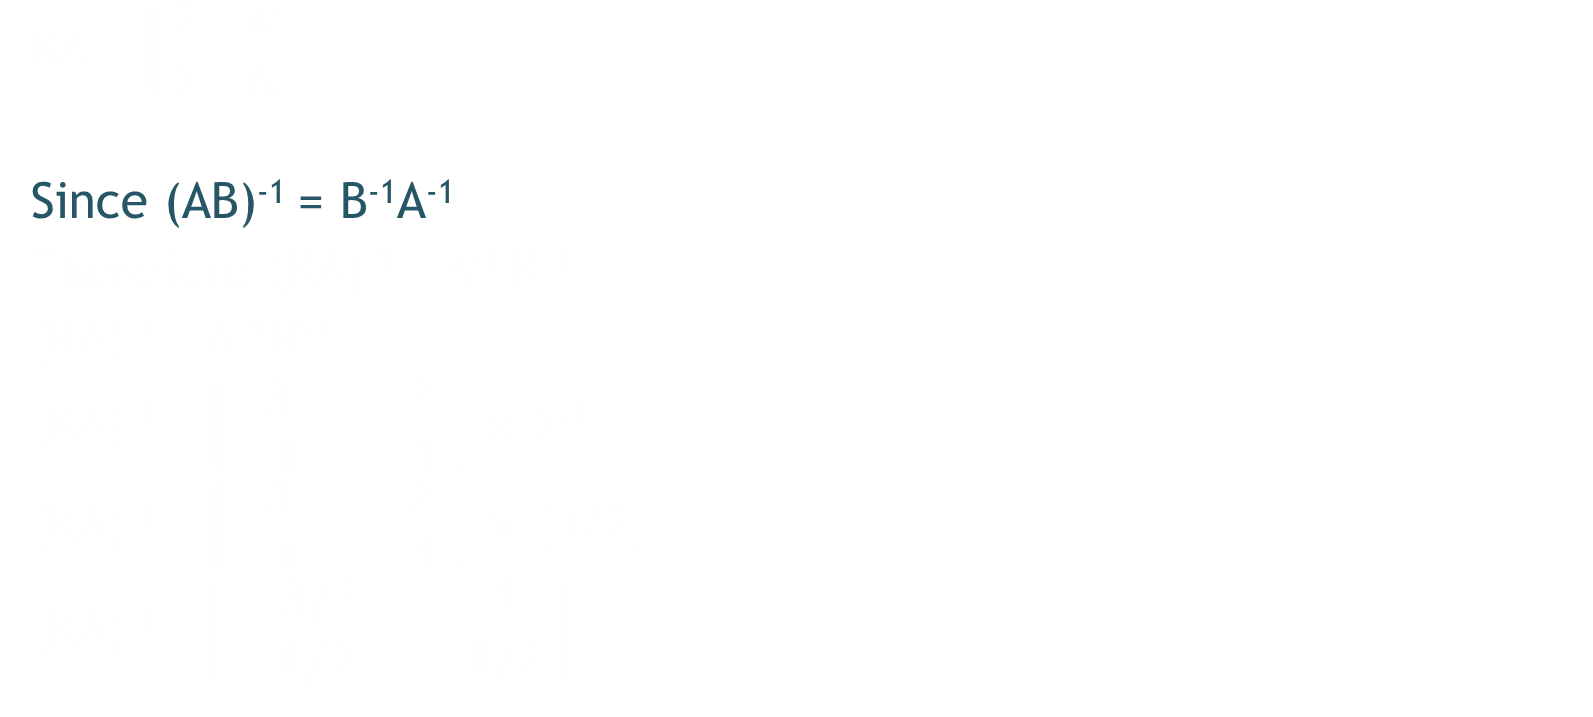 Since (AB)⁻¹ = B⁻¹A⁻¹